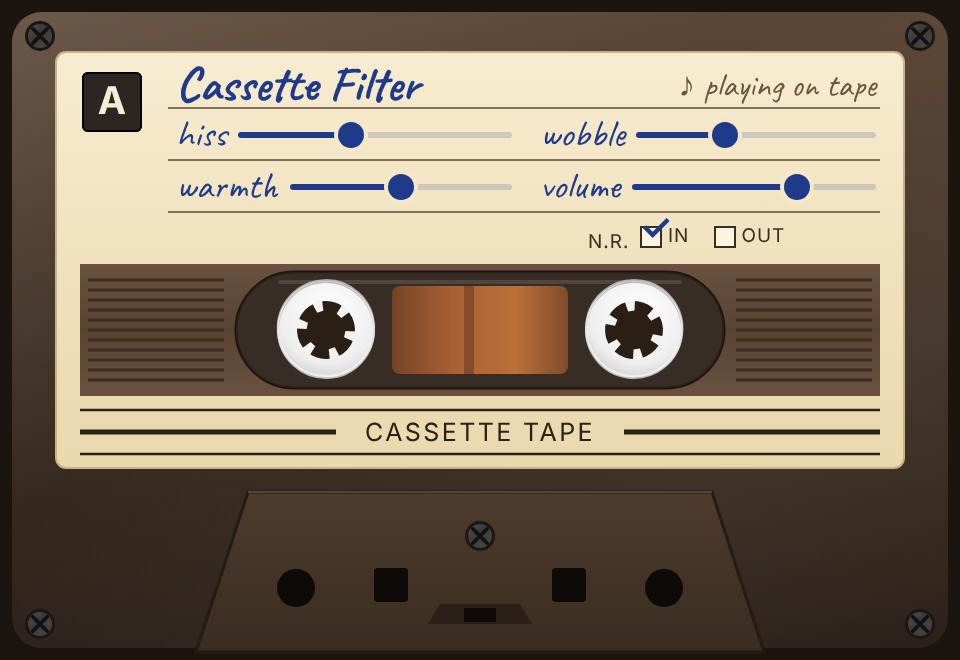 A
Cassette Filter
♪ playing on tape
hiss
wobble
warmth
volume
N.R. IN OUT
CASSETTE TAPE